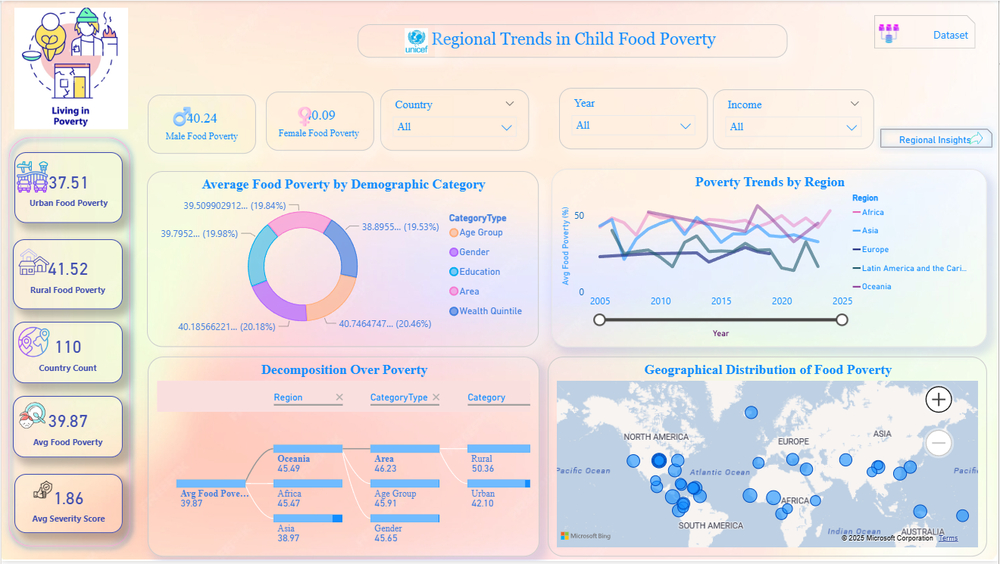 Living in
Poverty
unicef
Regional Trends in Child Food Poverty
Dataset
40.24
Male Food Poverty
0.09
Female Food Poverty
Country
All
Year
All
Income
All
Regional Insights
37.51
Urban Food Poverty
41.52
Rural Food Poverty
110
Country Count
39.87
Avg Food Poverty
1.86
Avg Severity Score
Average Food Poverty by Demographic Category
39.509902912... (19.84%)
38.8955... (19.53%)
39.7952... (19.98%)
40.18566221... (20.18%)
40.7464747... (20.46%)
CategoryType
Age Group
Gender
Education
Area
Wealth Quintile
Poverty Trends by Region
Avg Food Poverty (%)
50
0
2005 2010 2015 2020 2025
Year
Region
Africa
Asia
Europe
Latin America and the Cari...
Oceania
Decomposition Over Poverty
Region
CategoryType
Category
Avg Food Pove...
39.87
Oceania
45.49
Africa
45.47
Asia
38.97
Area
46.23
Age Group
45.91
Gender
45.65
Rural
50.36
Urban
42.10
Geographical Distribution of Food Poverty
NORTH AMERICA
EUROPE
ASIA
Pacific Ocean
Atlantic Ocean
Pacifi
AFRICA
SOUTH AMERICA
Indian Ocean
AUSTRALIA
Microsoft Bing
© 2025 Microsoft Corporation Terms